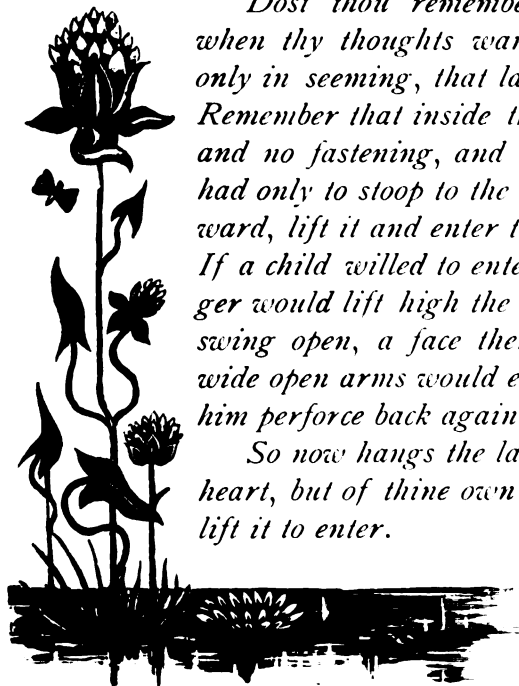 Dost thou remembe
when thy thoughts wan
only in seeming, that la
Remember that inside t
and no fastening, and
had only to stoop to the
ward, lift it and enter t
If a child willed to ente
ger would lift high the
swing open, a face the
wide open arms would e
him perforce back again
So now hangs the la
heart, but of thine own
lift it to enter.